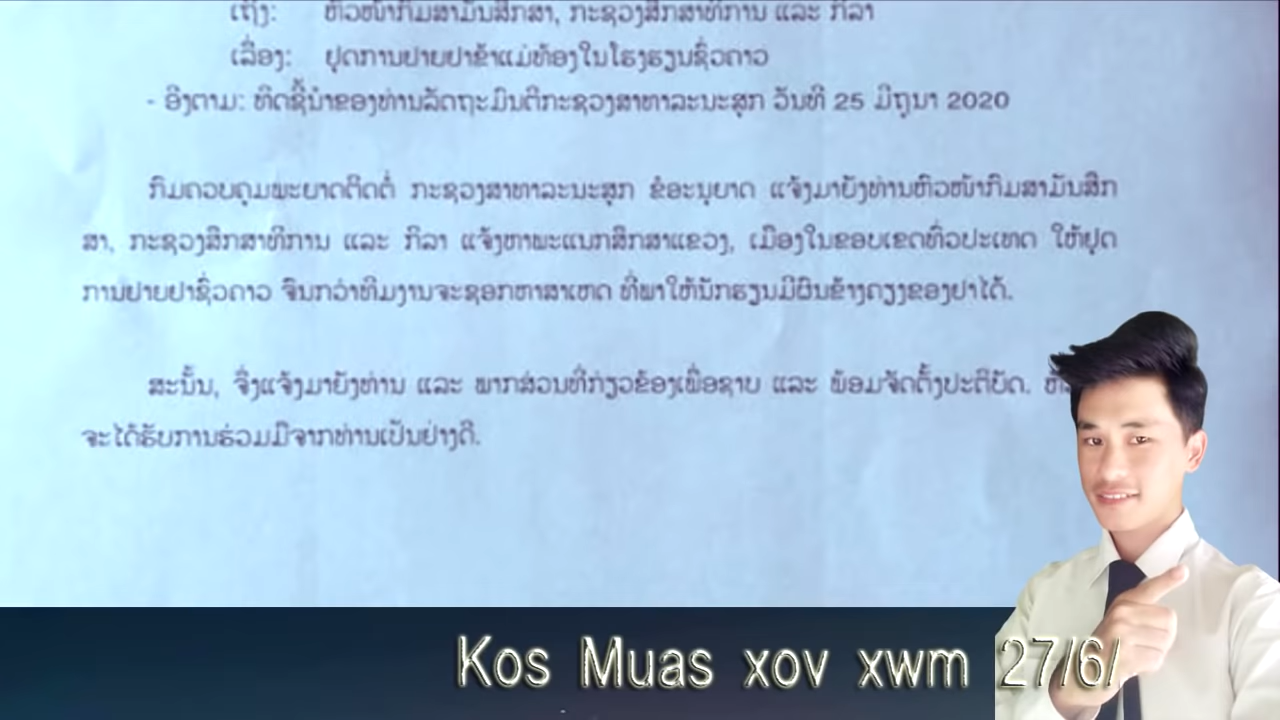 ເຖິງ: ຫົວໜ້າກົມສາມັນສຶກສາ, ກະຊວງສຶກສາທິການ ແລະ ກິລາ
ເລື່ອງ: ຢຸດການຢາຍຢາຂ້າແມ່ທ້ອງໃນໂຮງຮຽນຊົ່ວຄາວ
- ອີງຕາມ: ທິດຊີ້ນຳຂອງທ່ານລັດຖະມົນຕີກະຊວງສາທາລະນະສຸກ ວັນທີ 25 ມິຖຸນາ 2020
ກົມຄວບຄຸມພະຍາດຕິດຕໍ່ ກະຊວງສາທາລະນະສຸກ ຂໍອະນຸຍາດ ແຈ້ງມາຍັງທ່ານຫົວໜ້າກົມສາມັນສຶກ
ສາ, ກະຊວງສຶກສາທິການ ແລະ ກິລາ ແຈ້ງຫາພະແນກສຶກສາແຂວງ, ເມືອງໃນຂອບເຂດທົ່ວປະເທດ ໃຫ້ຢຸດ
ການຢາຍຢາຊົ່ວຄາວ ຈົນກວ່າທີມງານຈະຊອກຫາສາເຫດ ທີ່ພາໃຫ້ນັກຮຽນມີຜົນຂ້າງຄຽງຂອງຢາໄດ້.
ສະນັ້ນ, ຈຶ່ງແຈ້ງມາຍັງທ່ານ ແລະ ພາກສ່ວນທີ່ກ່ຽວຂ້ອງເພື່ອຊາບ ແລະ ພ້ອມຈັດຕັ້ງປະຕິບັດ.
ຈະໄດ້ຮັບການຮ່ວມມືຈາກທ່ານເປັນຢ່າງດີ.
Kos Muas xov xwm 27/6/